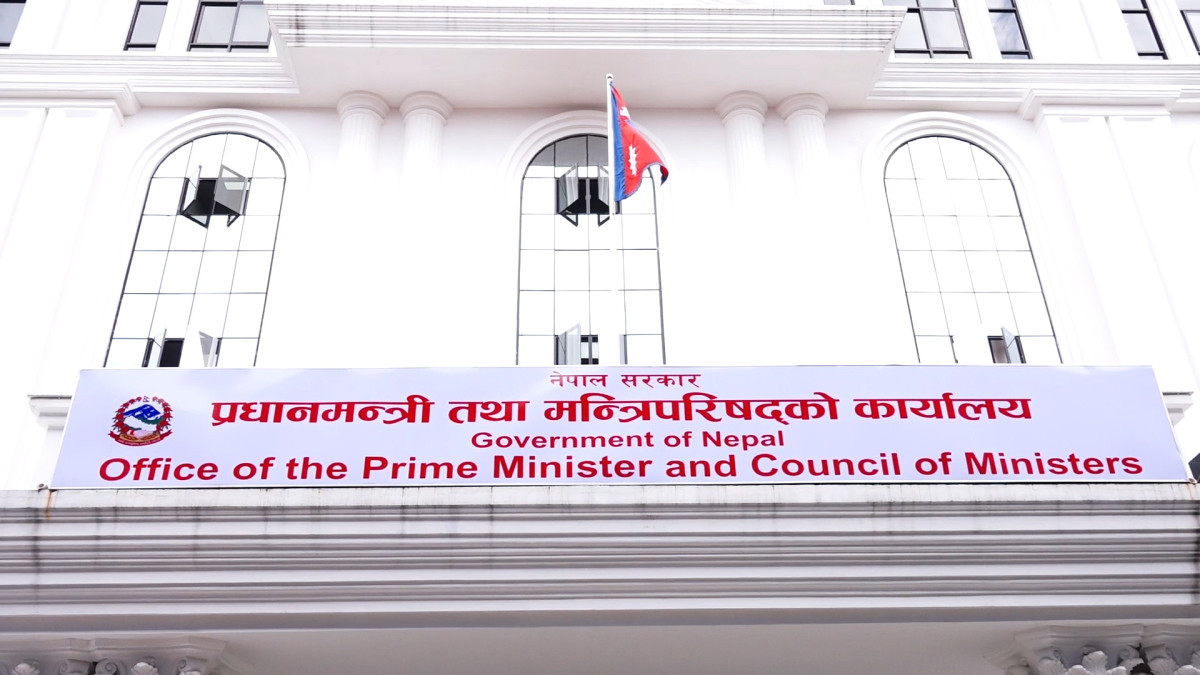 नेपाल सरकार
प्रधानमन्त्री तथा मन्त्रिपरिषद्को कार्यालय
Government of Nepal
Office of the Prime Minister and Council of Ministers